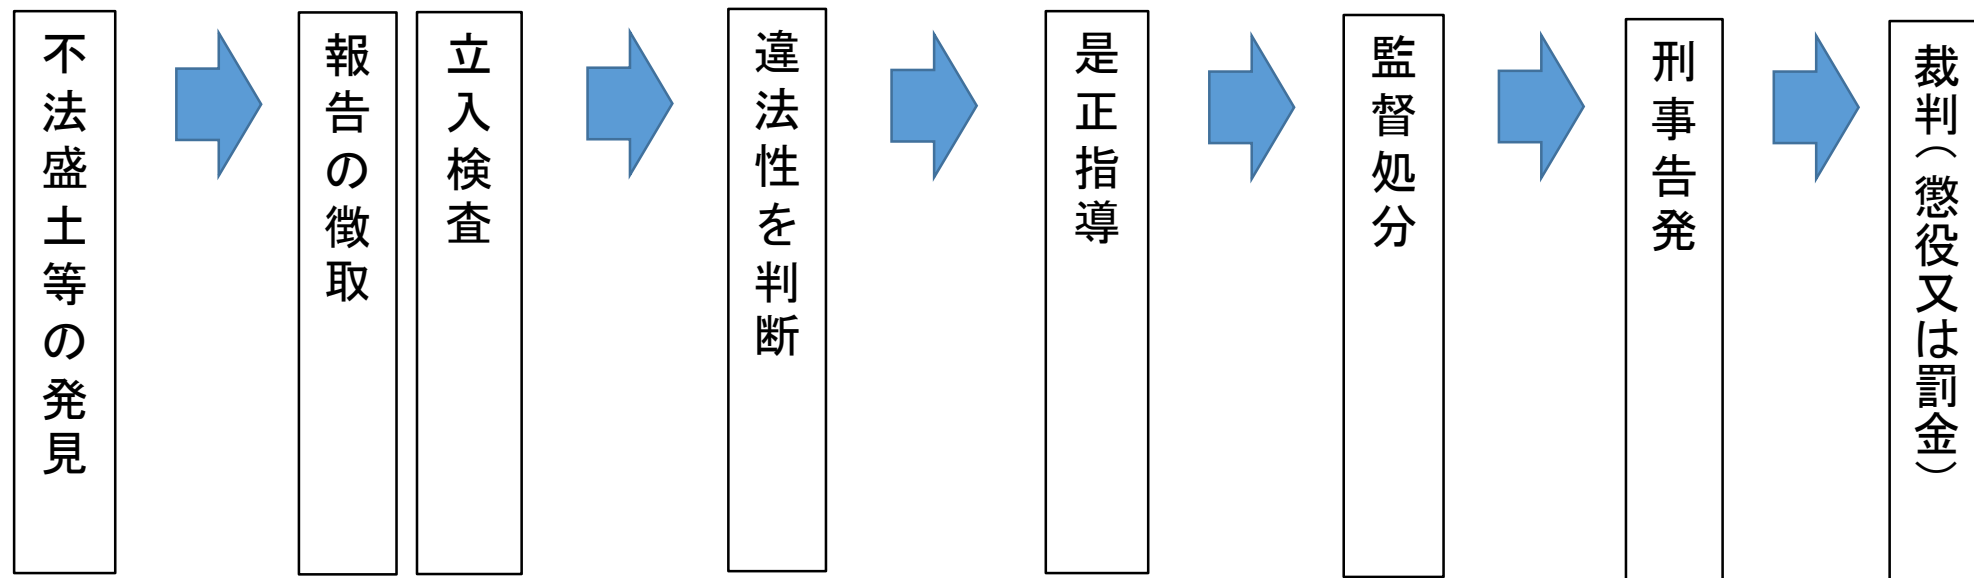 不法盛土等の発見
報告の徴取
立入検査
違法性を判断
是正指導
監督処分
刑事告発
裁判（懲役又は罰金）